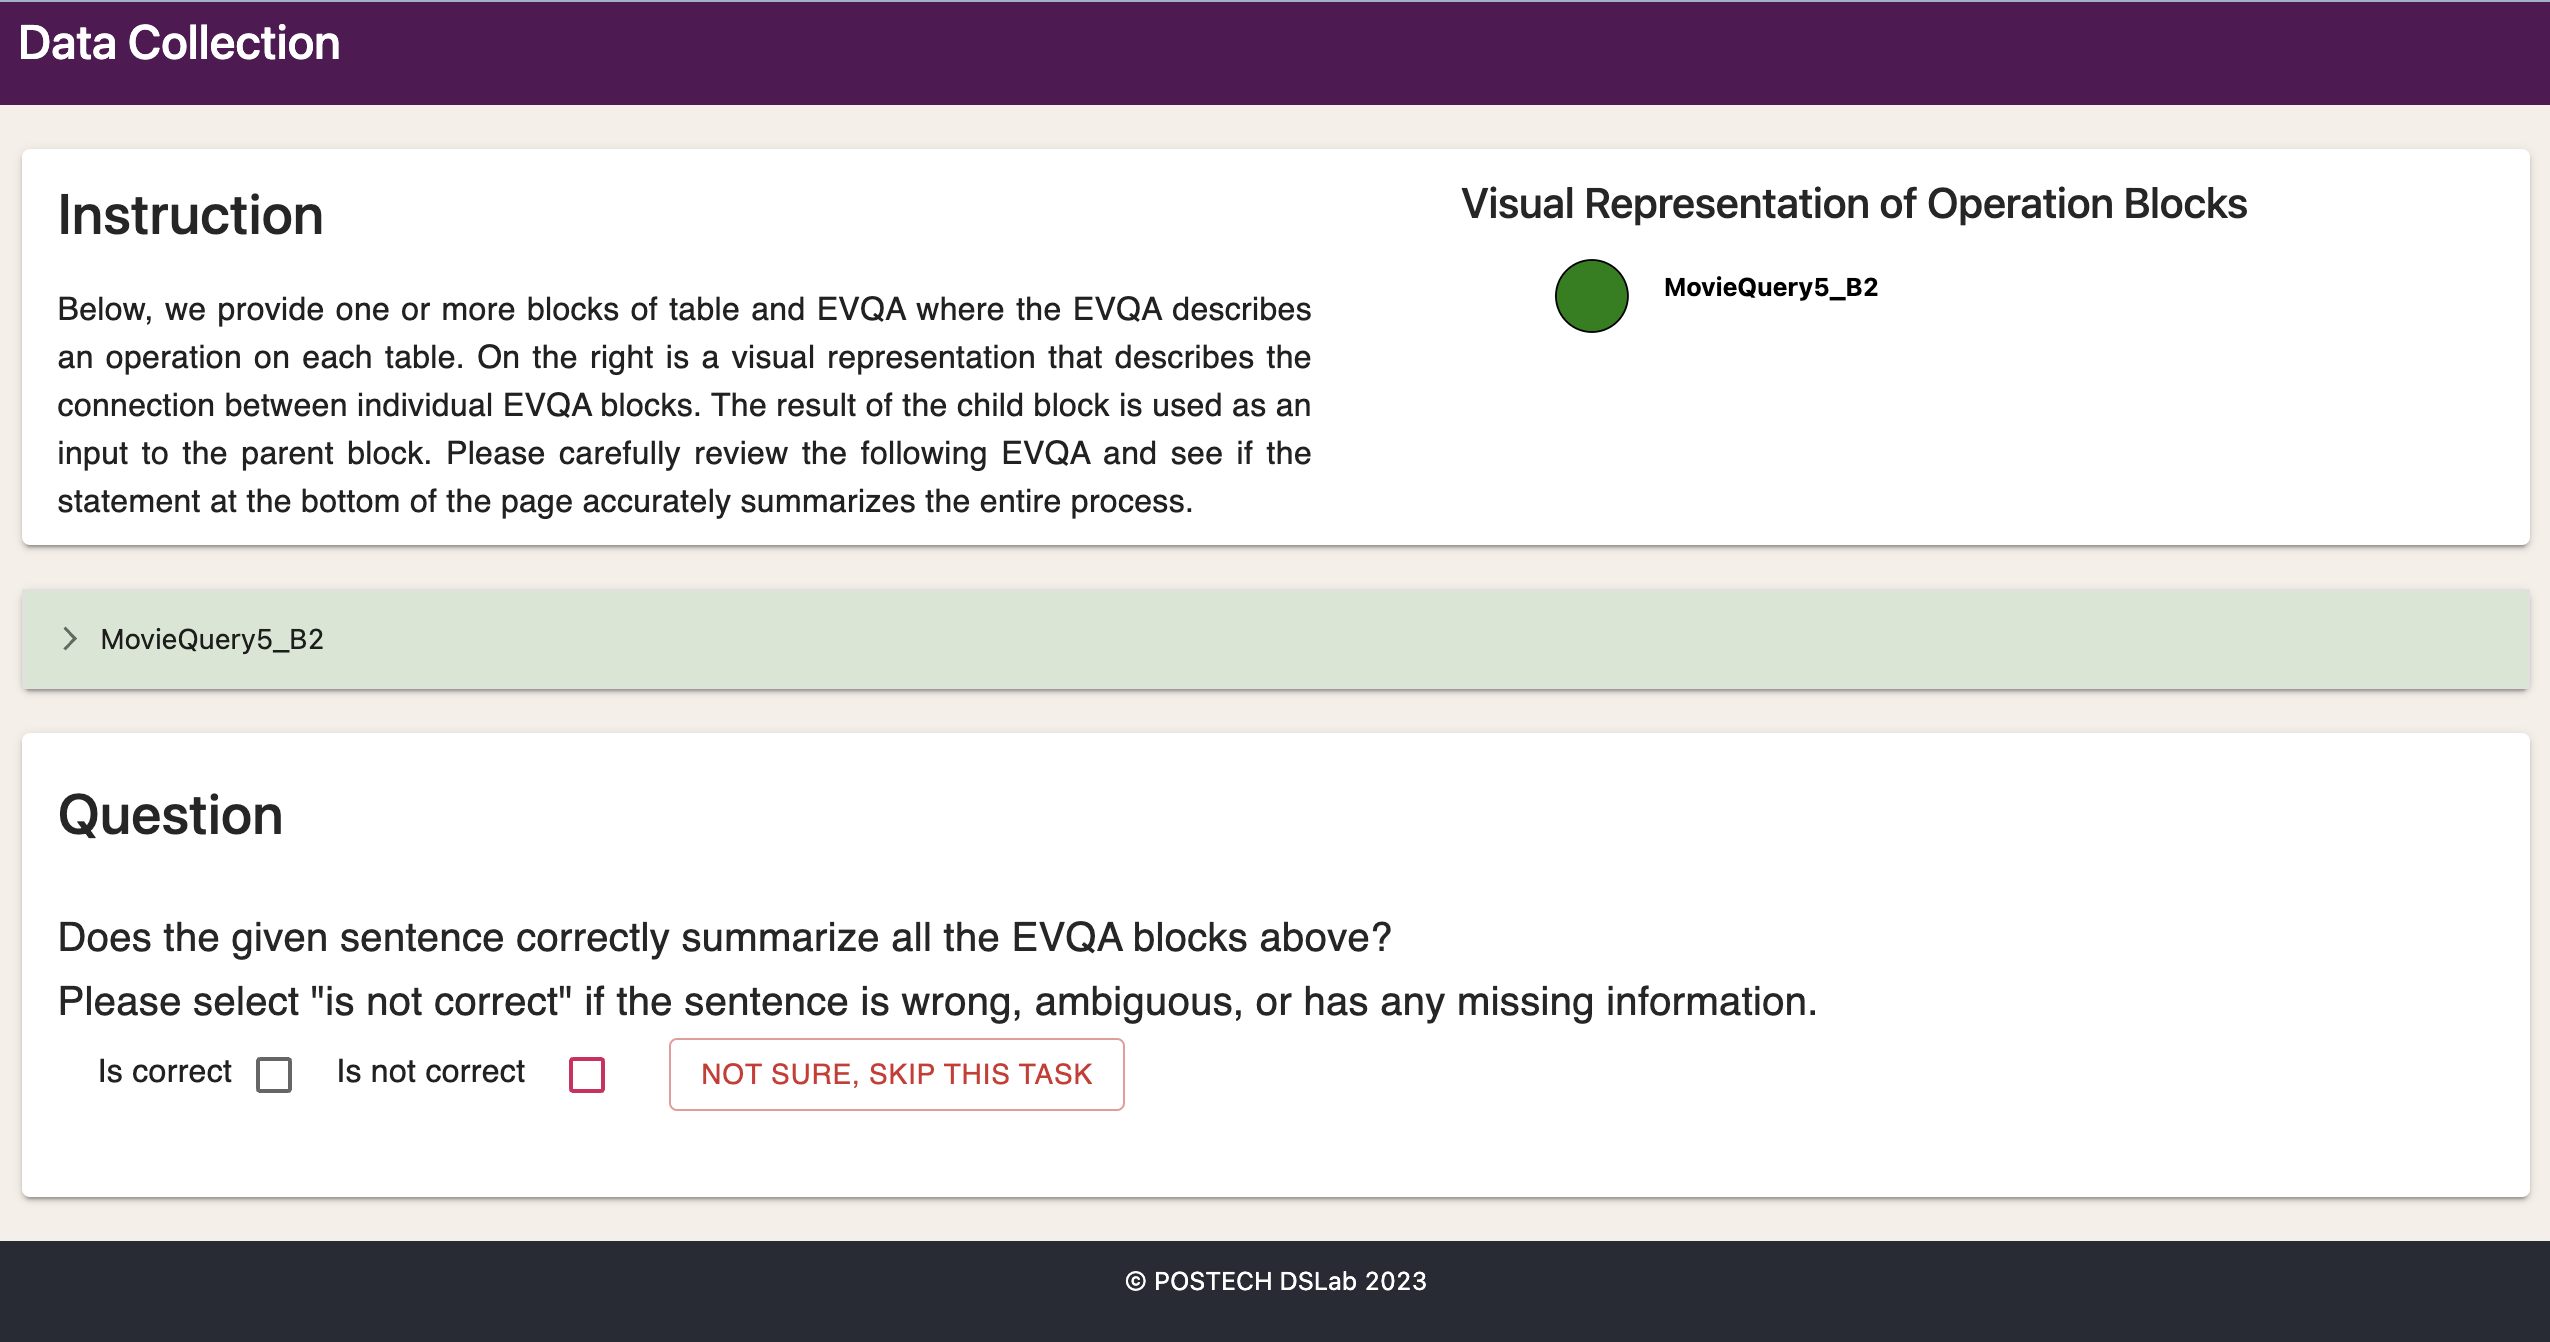 Data Collection
Instruction
Below, we provide one or more blocks of table and EVQA where the EVQA describes
an operation on each table. On the right is a visual representation that describes the
connection between individual EVQA blocks. The result of the child block is used as an
input to the parent block. Please carefully review the following EVQA and see if the
statement at the bottom of the page accurately summarizes the entire process.
Visual Representation of Operation Blocks
MovieQuery5_B2
MovieQuery5_B2
Question
Does the given sentence correctly summarize all the EVQA blocks above?
Please select "is not correct" if the sentence is wrong, ambiguous, or has any missing information.
Is correct Is not correct NOT SURE, SKIP THIS TASK
© POSTECH DSLab 2023